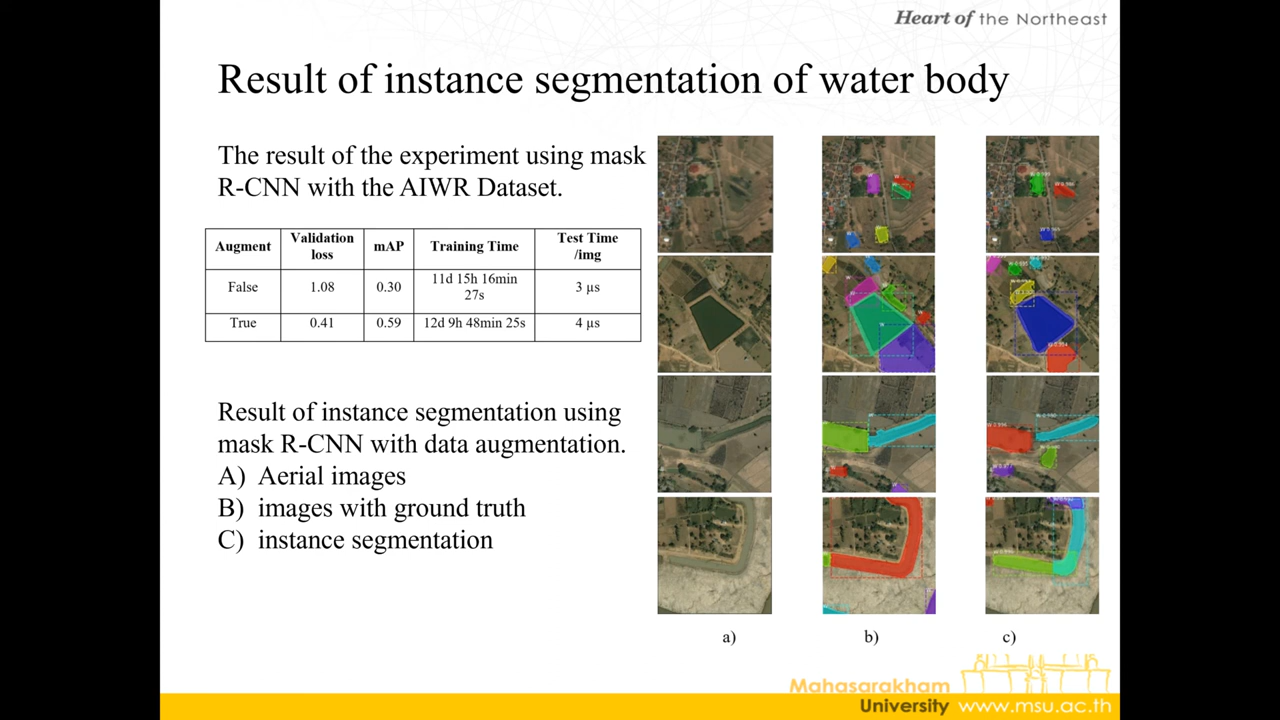 Heart of the Northeast
Result of instance segmentation of water body
The result of the experiment using mask
R-CNN with the AIWR Dataset.
Augment Validation loss mAP Training Time Test Time /img
False 1.08 0.30 11d 15h 16min 27s 3 µs
True 0.41 0.59 12d 9h 48min 25s 4 µs
Result of instance segmentation using
mask R-CNN with data augmentation.
A) Aerial images
B) images with ground truth
C) instance segmentation
a) b) c)
Mahasarakham
University www.msu.ac.th